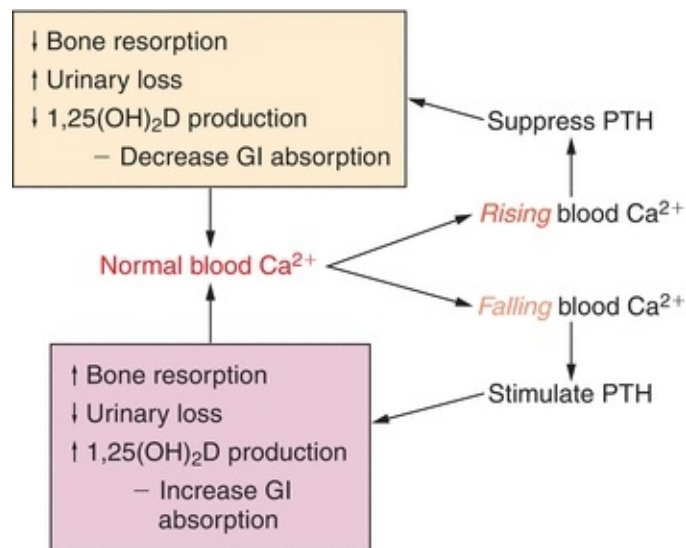 ↓ Bone resorption
↑ Urinary loss
↓ 1,25(OH)₂D production
– Decrease GI absorption
Suppress PTH
Rising blood Ca²⁺
Normal blood Ca²⁺
Falling blood Ca²⁺
↑ Bone resorption
↓ Urinary loss
↑ 1,25(OH)₂D production
– Increase GI
absorption
Stimulate PTH